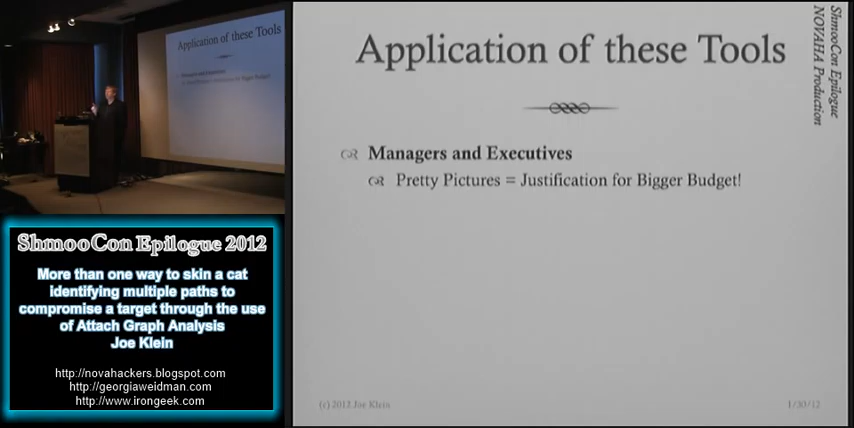 Application of these Tools
Managers and Executives
Pretty Pictures = Justification for Bigger Budget!
(c) 2012 Joe Klein
1/30/12
ShmooCon Epilogue
NOVAHA Production
Application of these Tools
ShmooCon Epilogue 2012
More than one way to skin a cat
identifying multiple paths to
compromise a target through the use
of Attach Graph Analysis
Joe Klein
http://novahackers.blogspot.com
http://georgiaweidman.com
http://www.irongeek.com